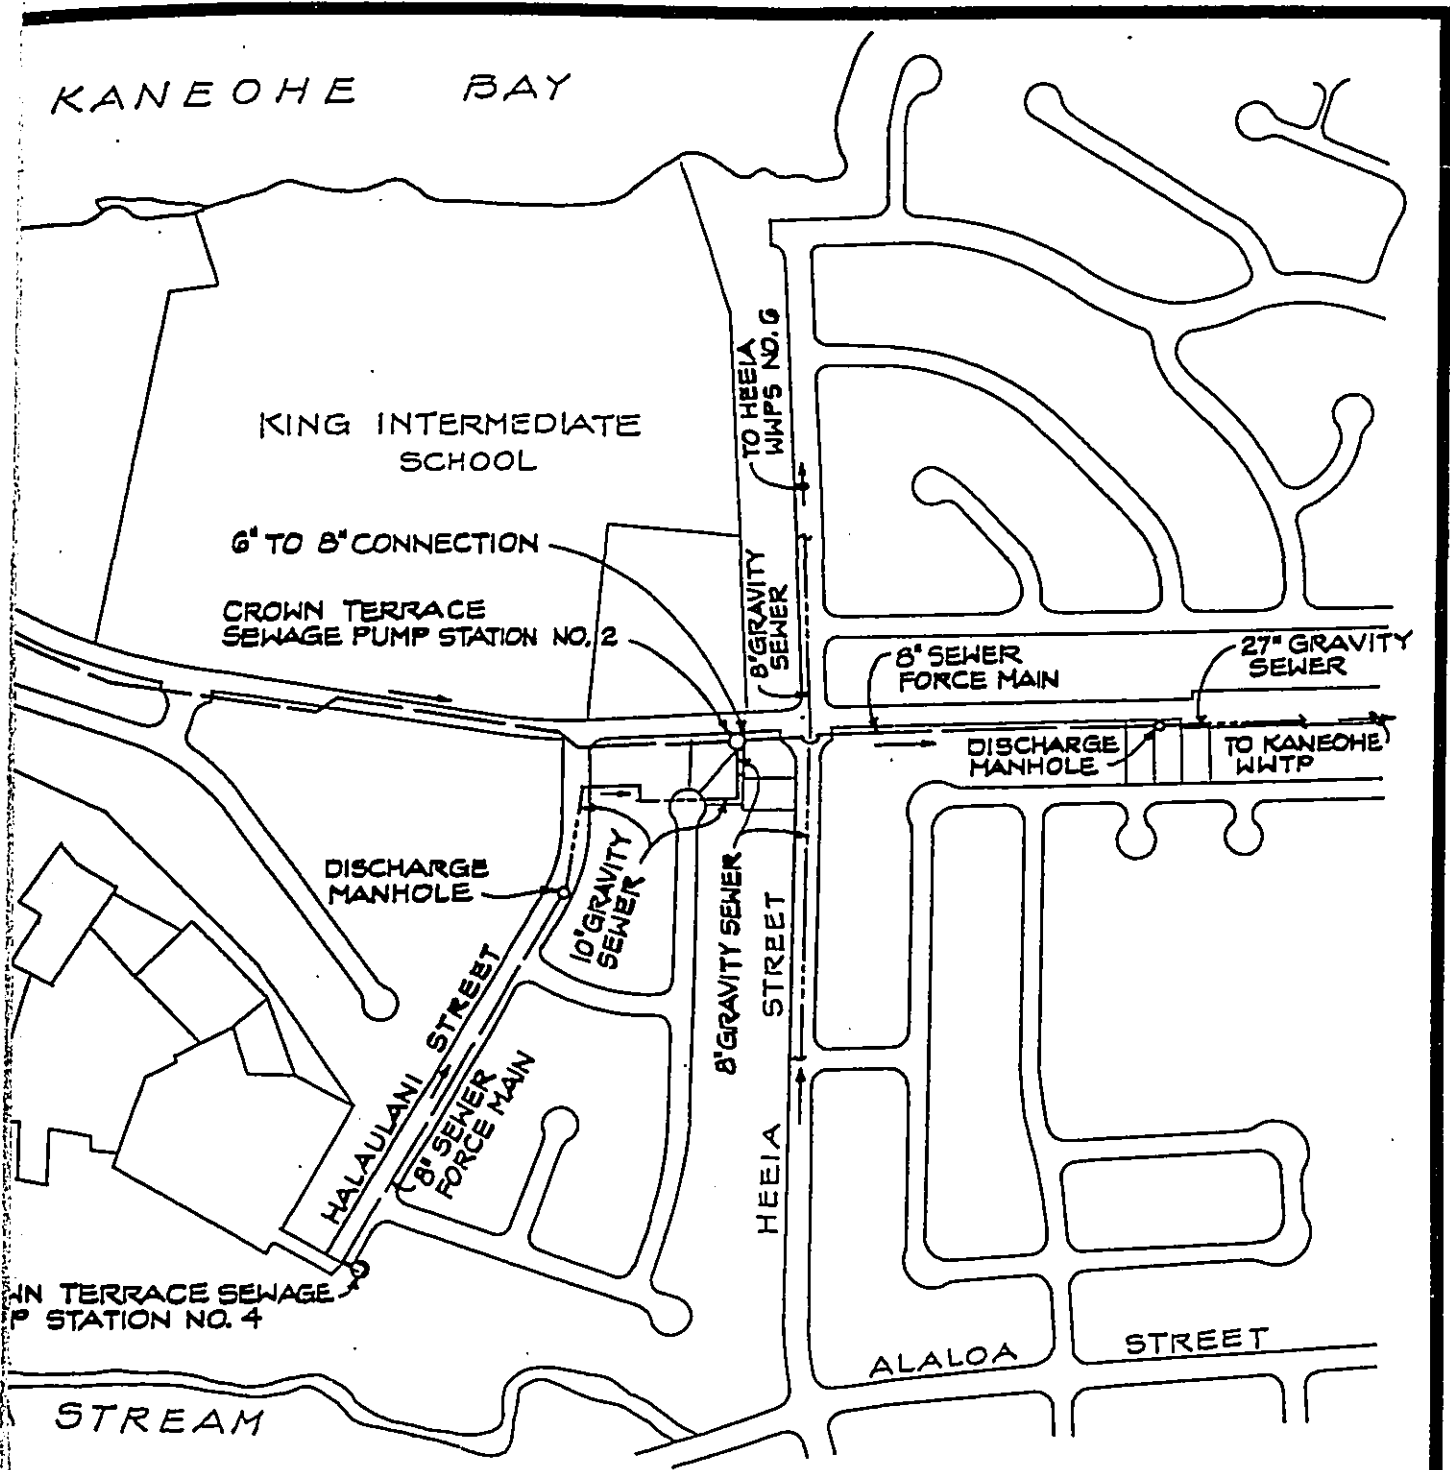 KANEOHE BAY
TO HEEIA
WWPS NO. 6
KING INTERMEDIATE
SCHOOL
6" TO 8" CONNECTION
CROWN TERRACE
SEWAGE PUMP STATION NO. 2
8" GRAVITY
SEWER
8" SEWER
FORCE MAIN
27" GRAVITY
SEWER
DISCHARGE
MANHOLE
TO KANEOHE
WWTP
DISCHARGE
MANHOLE
10" GRAVITY
SEWER
8" GRAVITY SEWER
HEEIA STREET
HALAULANI STREET
8" SEWER
FORCE MAIN
WN TERRACE SEWAGE
P STATION NO. 4
ALALOA STREET
STREAM